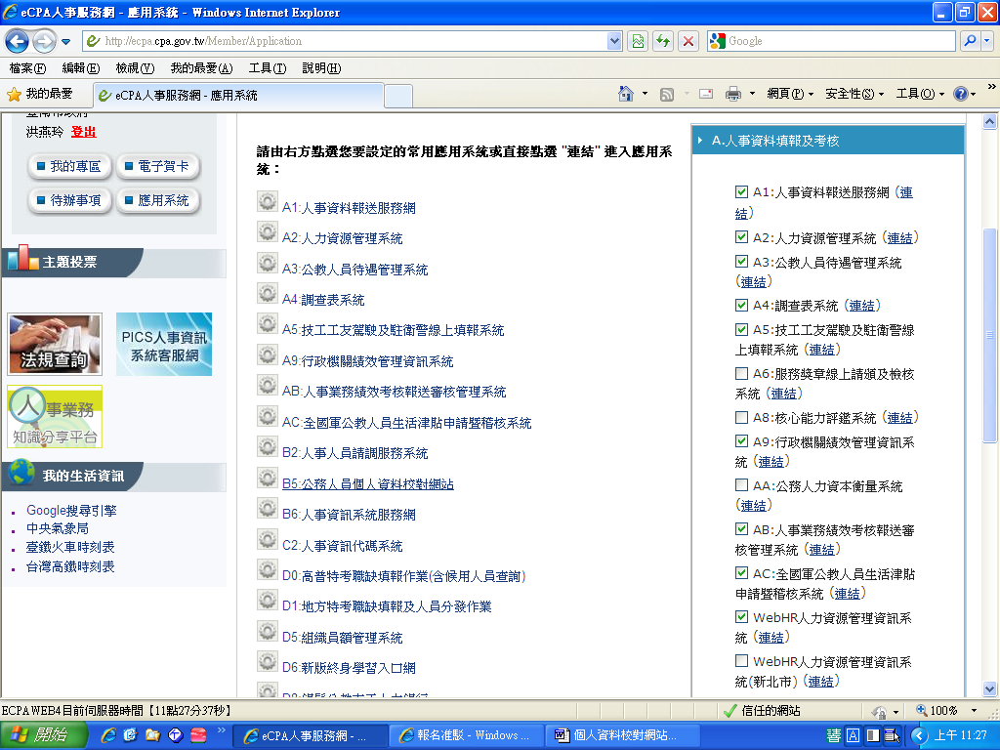 eCPA人事服務網 - 應用系統 - Windows Internet Explorer
http://ecpa.cpa.gov.tw/Member/Application
Google
檔案(F) 編輯(E) 檢視(V) 我的最愛(A) 工具(T) 說明(H)
我的最愛
eCPA人事服務網 - 應用系統
網頁(P) 安全性(S) 工具(O)
洪燕玲 登出
我的專區 電子賀卡
待辦事項 應用系統
主題投票
法規查詢
PICS人事資訊
系統客服網
人事業務
知識分享平台
我的生活資訊
Google搜尋引擎
中央氣象局
臺鐵火車時刻表
台灣高鐵時刻表
請由右方點選您要設定的常用應用系統或直接點選 "連結" 進入應用系
統：
A1:人事資料報送服務網
A2:人力資源管理系統
A3:公教人員待遇管理系統
A4:調查表系統
A5:技工工友駕駛及駐衛警線上填報系統
A9:行政機關績效管理資訊系統
AB:人事業務績效考核報送審核管理系統
AC:全國軍公教人員生活津貼申請暨稽核系統
B2:人事人員請調服務系統
B5:公務人員個人資料校對網站
B6:人事資訊系統服務網
C2:人事資訊代碼系統
D0:高普特考職缺填報作業(含候用人員查詢)
D1:地方特考職缺填報及人員分發作業
D5:組織員額管理系統
D6:新版終身學習入口網
A.人事資料填報及考核
A1:人事資料報送服務網 (連
結)
A2:人力資源管理系統 (連結)
A3:公教人員待遇管理系統
(連結)
A4:調查表系統 (連結)
A5:技工工友駕駛及駐衛警線
上填報系統 (連結)
A6:服務獎章線上請頒及檢核
系統 (連結)
A8:核心能力評鑑系統 (連結)
A9:行政機關績效管理資訊系
統 (連結)
AA:公務人力資本衡量系統
(連結)
AB:人事業務績效考核報送審
核管理系統 (連結)
AC:全國軍公教人員生活津貼
申請暨稽核系統 (連結)
WebHR人力資源管理資訊系
統 (連結)
WebHR人力資源管理資訊系
統(新北市) (連結)
ECPAWEB4目前伺服器時間【11點27分37秒】
信任的網站
100%
開始
eCPA人事服務網 - ...
報名准駁 - Windows ...
個人資料校對網站...
上午 11:27